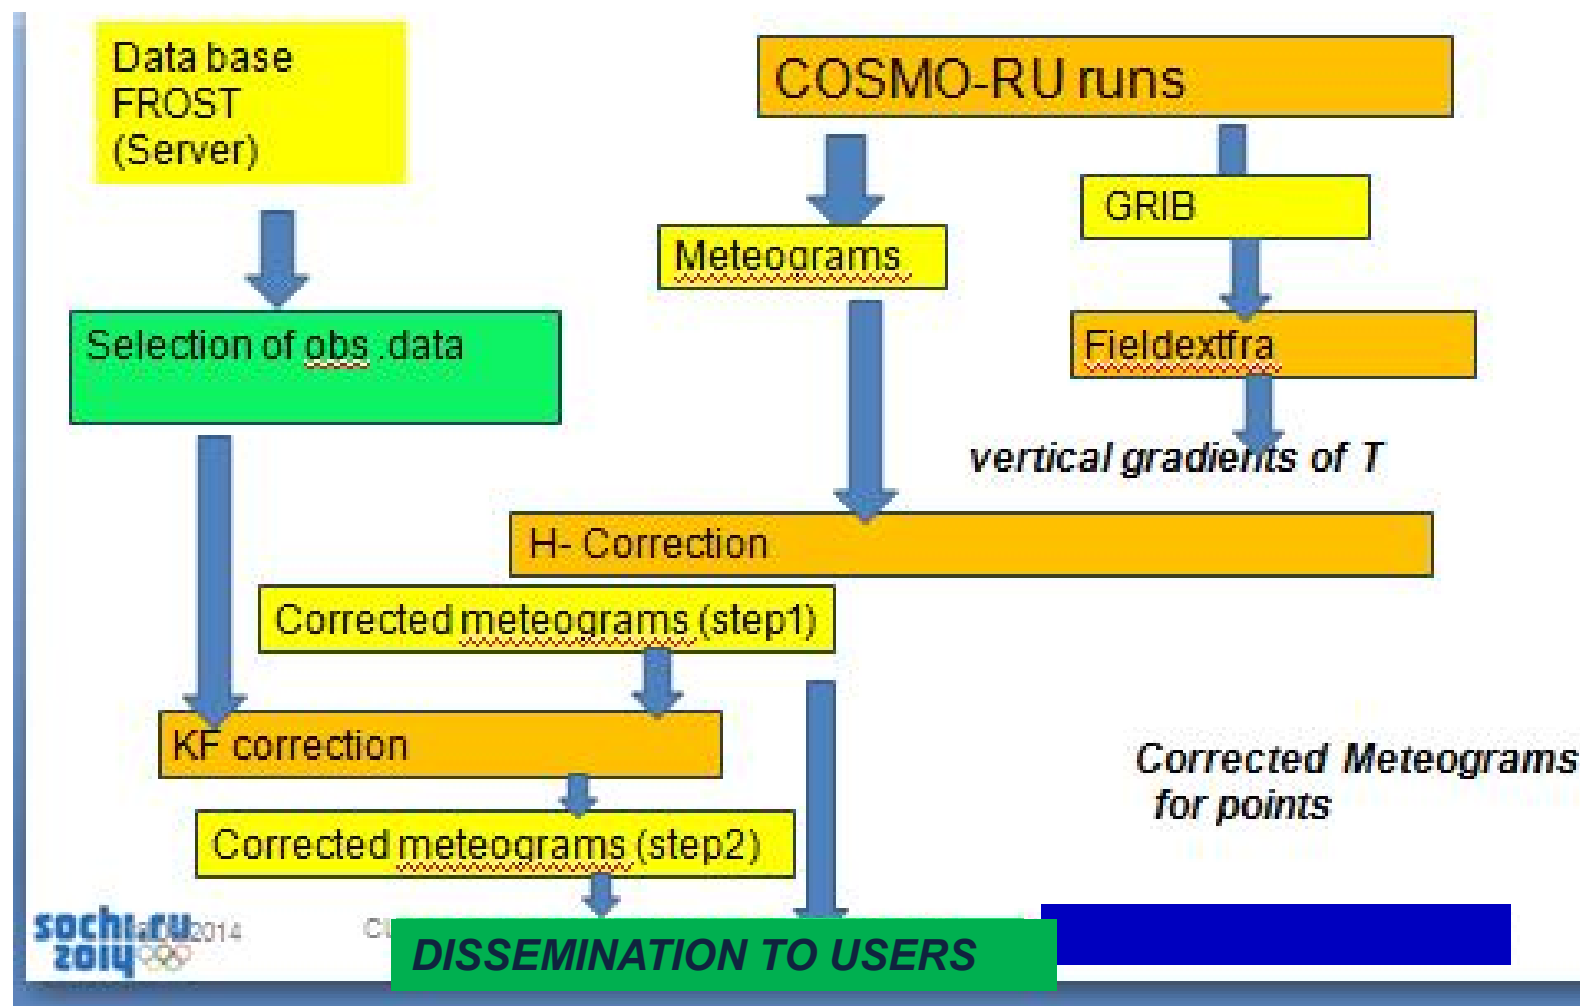 Data base
FROST
(Server)
COSMO-RU runs
GRIB
Meteograms
Selection of obs .data
Fieldextfra
vertical gradients of T
H- Correction
Corrected meteograms (step1)
KF correction
Corrected Meteograms
for points
Corrected meteograms (step2)
sochi.ru
2014
2014
DISSEMINATION TO USERS